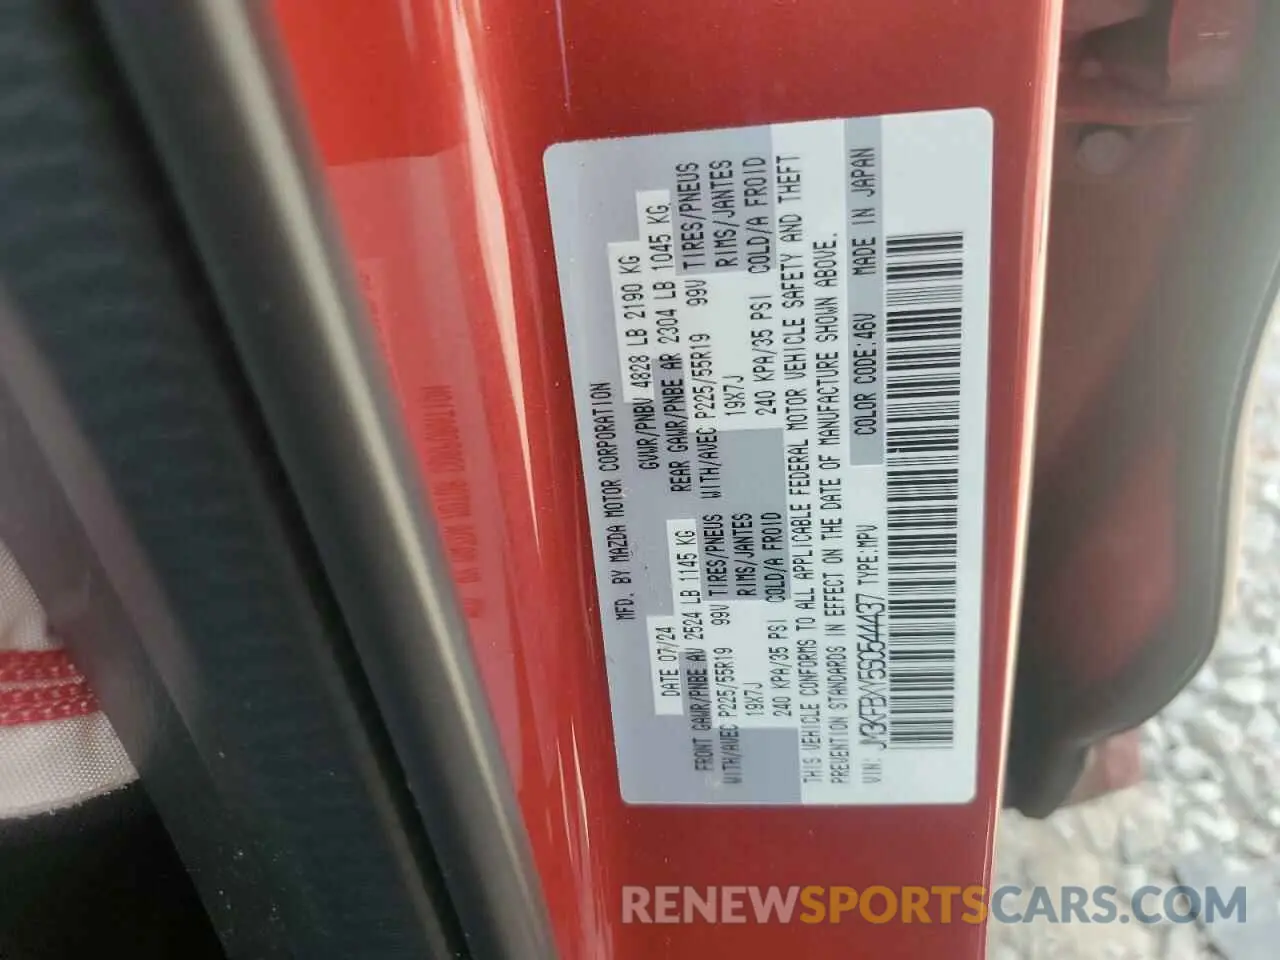 MFD. BY MAZDA MOTOR CORPORATION
DATE 07/24 GVWR/PNBV 4828 LB 2190 KG
FRONT GAWR/PNBE AV 2524 LB 1145 KG REAR GAWR/PNBE AR 2304 LB 1045 KG
WITH/AVEC P225/55R19 99V TIRES/PNEUS WITH/AVEC P225/55R19 99V TIRES/PNEUS
19X7J RIMS/JANTES 19X7J RIMS/JANTES
240 KPA/35 PSI COLD/A FROID 240 KPA/35 PSI COLD/A FROID
THIS VEHICLE CONFORMS TO ALL APPLICABLE FEDERAL MOTOR VEHICLE SAFETY AND THEFT
PREVENTION STANDARDS IN EFFECT ON THE DATE OF MANUFACTURE SHOWN ABOVE.
VIN: JM3KFBXY5S0544437 TYPE:MPV COLOR CODE:46V MADE IN JAPAN
RENEWSPORTSCARS.COM